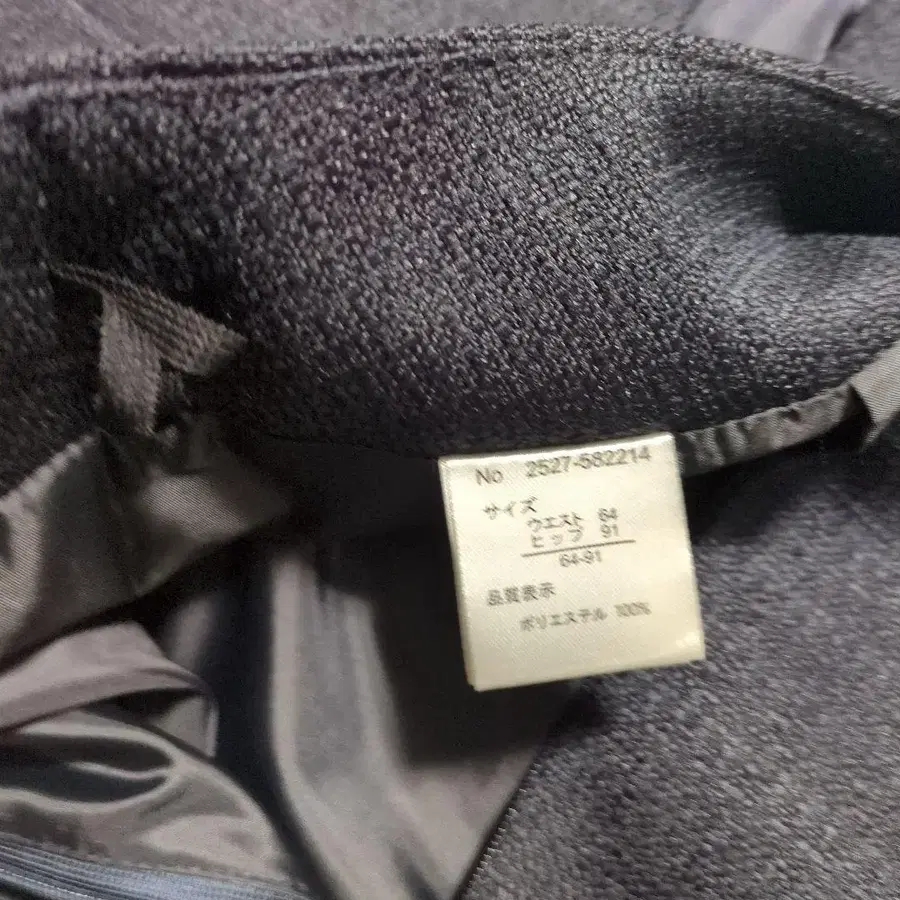 No 2527-582214
サイズ
ウエスト 64
ヒップ 91
64-91
品質表示
ポリエステル 100%